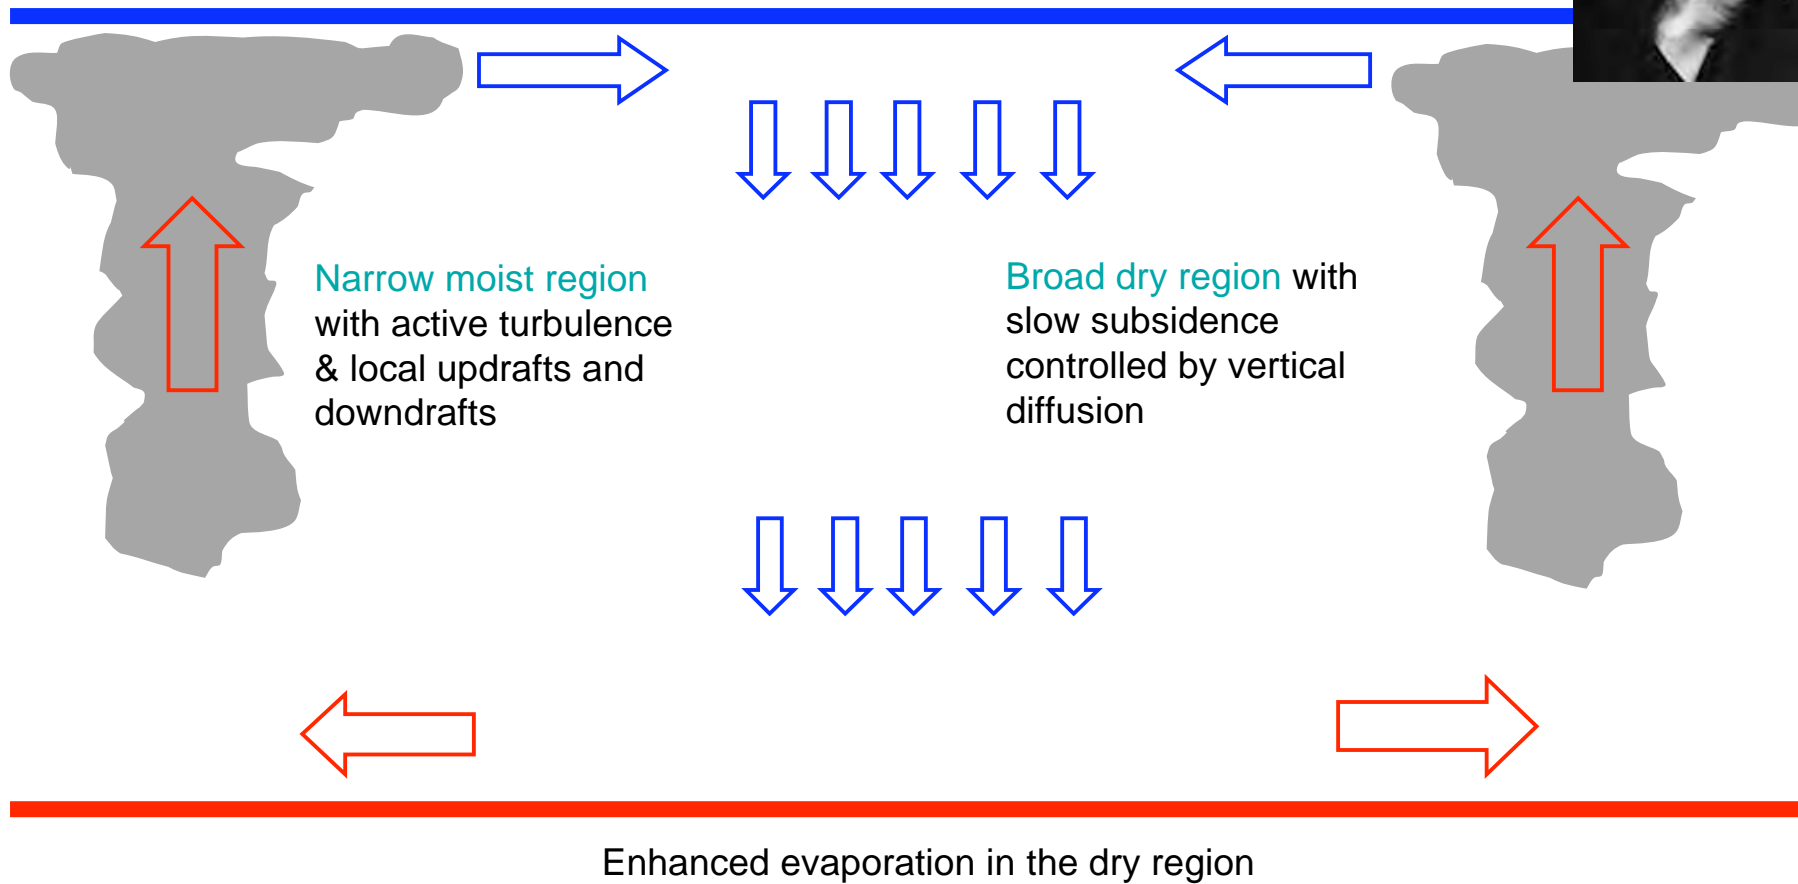 Narrow moist region
with active turbulence
& local updrafts and
downdrafts
Broad dry region with
slow subsidence
controlled by vertical
diffusion
Enhanced evaporation in the dry region